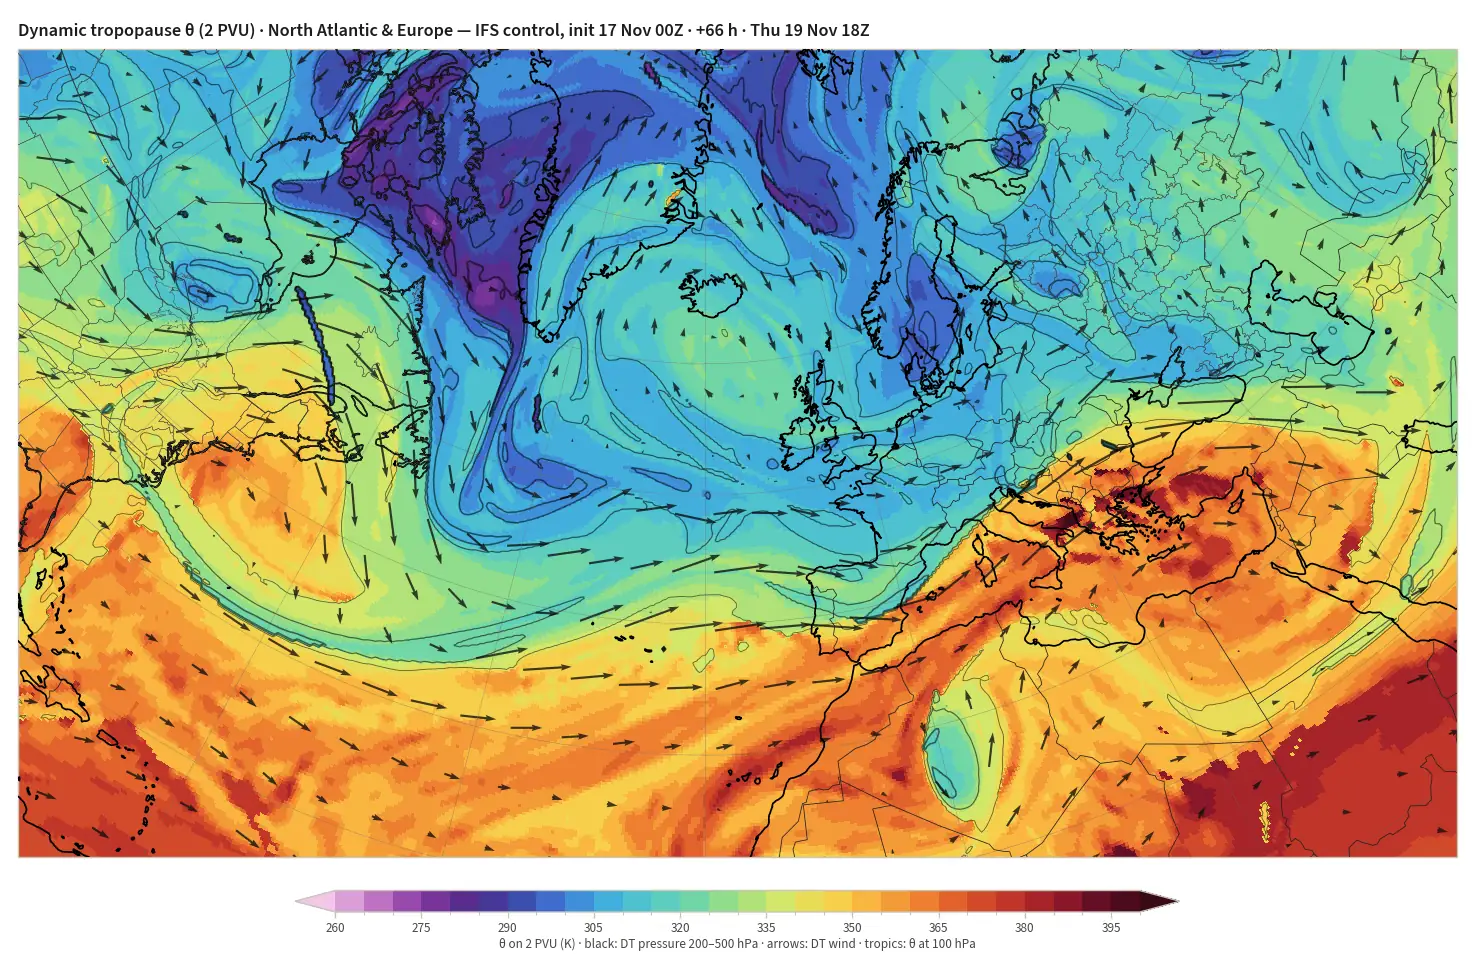 Dynamic tropopause θ (2 PVU) · North Atlantic & Europe — IFS control, init 17 Nov 00Z · +66 h · Thu 19 Nov 18Z
260 275 290 305 320 335 350 365 380 395
θ on 2 PVU (K) · black: DT pressure 200–500 hPa · arrows: DT wind · tropics: θ at 100 hPa